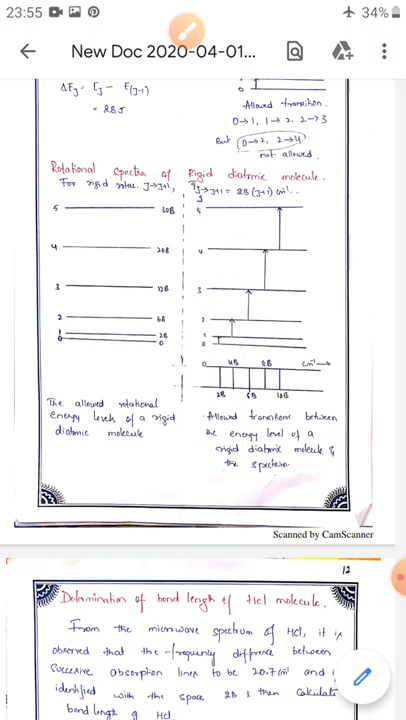 23:55
34%
New Doc 2020-04-01...
ΔEJ = EJ - E(J-1)
= 2BJ
0
Allowed transition.
0→1, 1→2, 2→3
But 0→2, 2→4
not allowed.
Rotational Spectra of Rigid diatomic molecule.
For rigid rotar. J→J+1, ν̄J→J+1 = 2B(J+1) cm⁻¹..
J
5 30B
4 20B
3 12B
2 6B
1 2B
0 0
5
4
3
2
1
0
0 4B 8B cm⁻¹→
2B 6B 10B
The allowed rotational
energy levels of a rigid
diatomic molecule
Allowed transitions between
the energy level of a
rigid diatomic molecule &
the spectrum.
Scanned by CamScanner
12
Determination of bond length of HCl molecule.
From the microwave spectrum of HCl, it is
observed that the frequency difference between
successive absorption lines to be 20.7 cm⁻¹ and
identified with the space 2B & then Calculate
bond length of HCl.